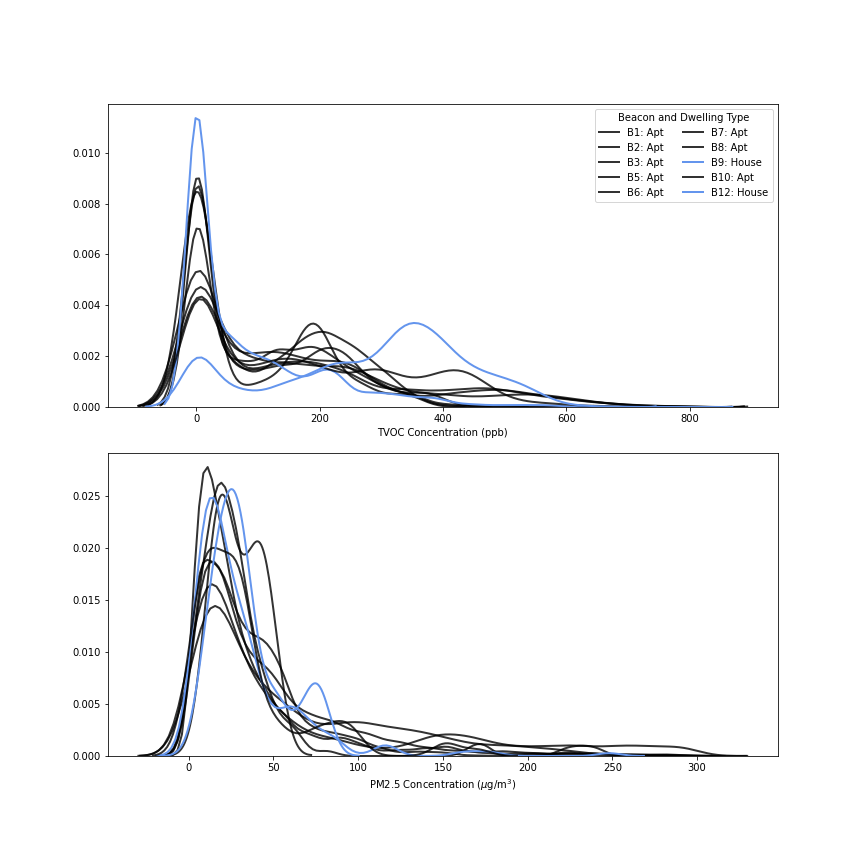 Beacon and Dwelling Type
B1: Apt B7: Apt
B2: Apt B8: Apt
B3: Apt B9: House
B5: Apt B10: Apt
B6: Apt B12: House
0.010
0.008
0.006
0.004
0.002
0.000
0 200 400 600 800
TVOC Concentration (ppb)
0.025
0.020
0.015
0.010
0.005
0.000
0 50 100 150 200 250 300
PM2.5 Concentration (μg/m³)